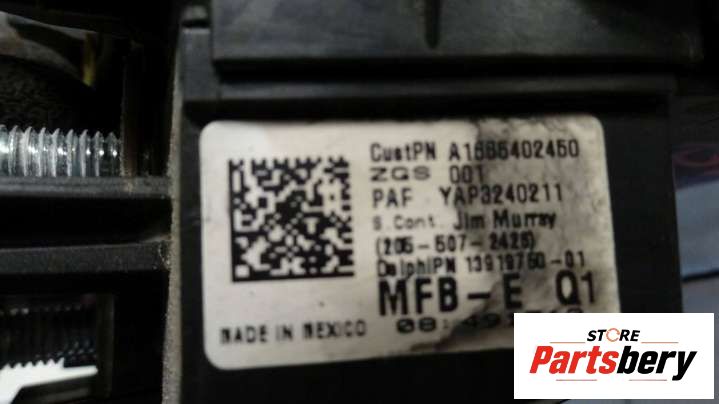 CustPN A1666402450
ZGS 001
PAF YAP3240211
S.Cont. Jim Murray
(205-507-2426)
DelphiPN 13919760-01
MFB-E Q1
MADE IN MEXICO
STORE
Partsbery